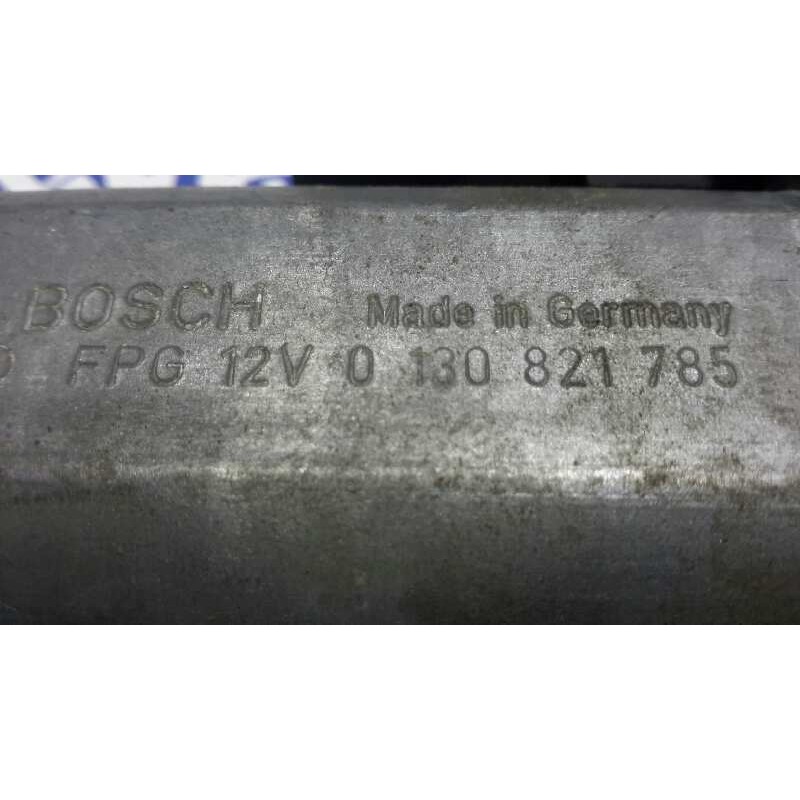 BOSCH Made in Germany
FPG 12V 0 130 821 785